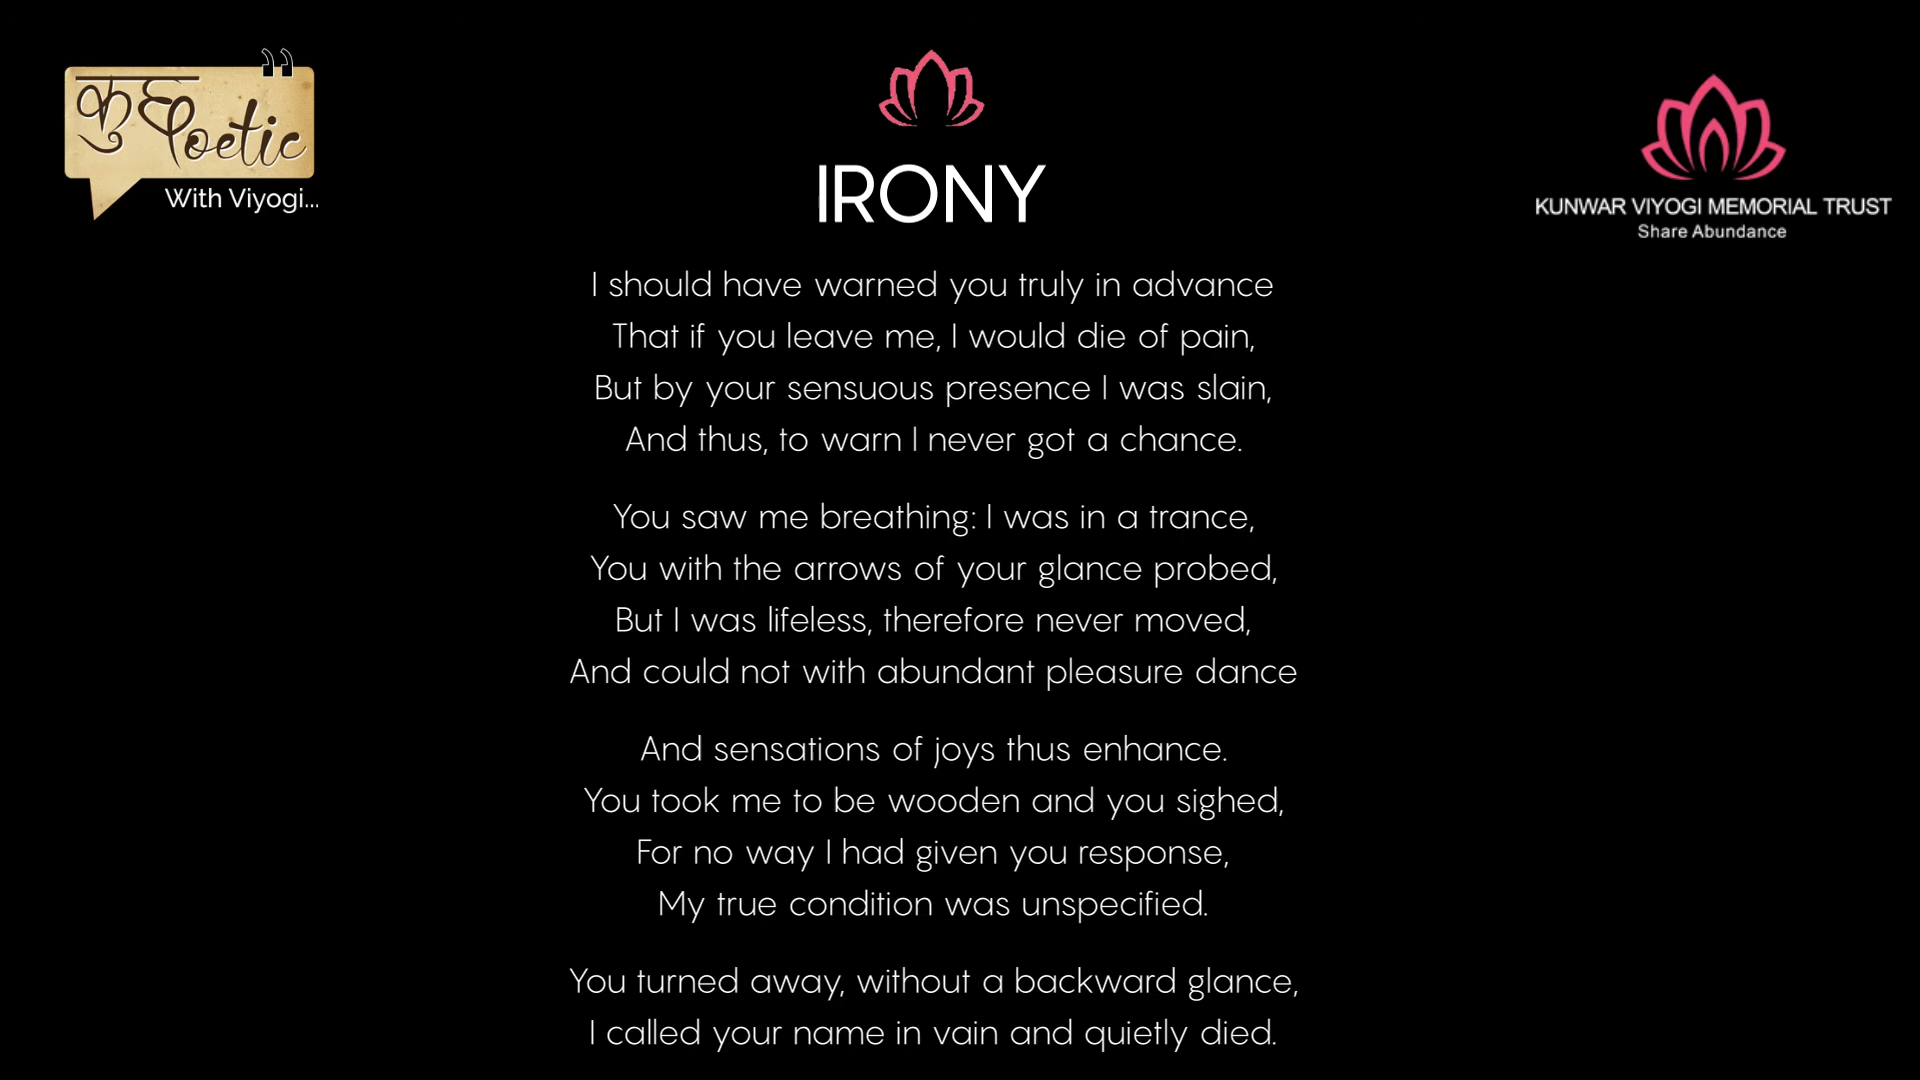 कुछ Poetic
With Viyogi...
IRONY
KUNWAR VIYOGI MEMORIAL TRUST
Share Abundance
I should have warned you truly in advance
That if you leave me, I would die of pain,
But by your sensuous presence I was slain,
And thus, to warn I never got a chance.
You saw me breathing: I was in a trance,
You with the arrows of your glance probed,
But I was lifeless, therefore never moved,
And could not with abundant pleasure dance
And sensations of joys thus enhance.
You took me to be wooden and you sighed,
For no way I had given you response,
My true condition was unspecified.
You turned away, without a backward glance,
I called your name in vain and quietly died.